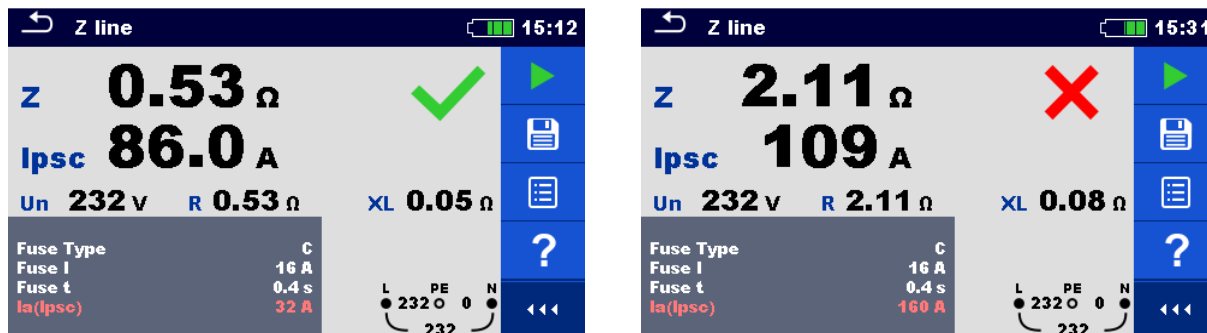 Z line 15:12
Z 0.53 Ω
Ipsc 86.0 A
Un 232 V R 0.53 Ω XL 0.05 Ω
Fuse Type C
Fuse I 16 A
Fuse t 0.4 s
Ia(Ipsc) 32 A
L PE N
232 0
232
?
Z line 15:31
Z 2.11 Ω
Ipsc 109 A
Un 232 V R 2.11 Ω XL 0.08 Ω
Fuse Type C
Fuse I 16 A
Fuse t 0.4 s
Ia(Ipsc) 160 A
L PE N
232 0
232
?